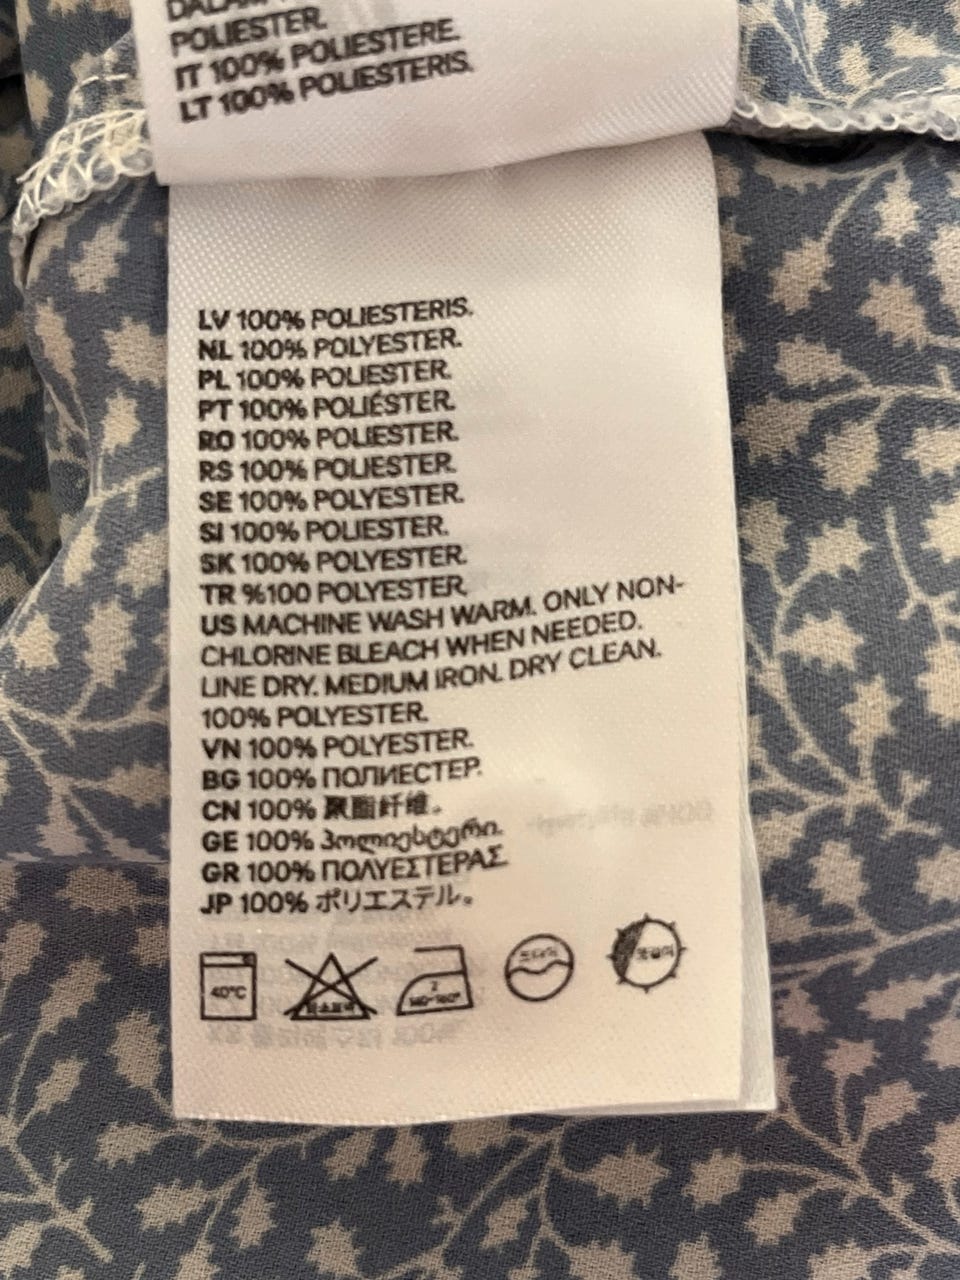 POLIESTER.
IT 100% POLIESTERE.
LT 100% POLIESTERIS.
LV 100% POLIESTERIS.
NL 100% POLYESTER.
PL 100% POLIESTER.
PT 100% POLIÉSTER.
RO 100% POLIESTER.
RS 100% POLIESTER.
SE 100% POLYESTER.
SI 100% POLIESTER.
SK 100% POLYESTER.
TR %100 POLYESTER.
US MACHINE WASH WARM. ONLY NON-
CHLORINE BLEACH WHEN NEEDED.
LINE DRY. MEDIUM IRON. DRY CLEAN.
100% POLYESTER.
VN 100% POLYESTER.
BG 100% ПОЛИЕСТЕР.
CN 100% 聚酯纤维。
GE 100% პოლიესტერი.
GR 100% ΠΟΛΥΕΣΤΕΡΑΣ.
JP 100% ポリエステル。
40°C
2
140-160°